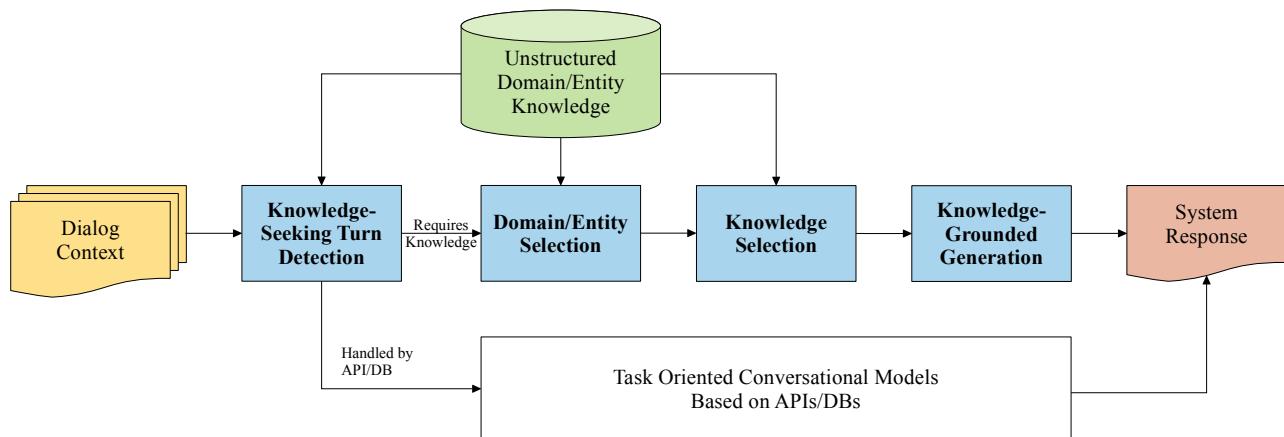 Unstructured
Domain/Entity
Knowledge
Dialog
Context
Knowledge-
Seeking Turn
Detection
Requires
Knowledge
Domain/Entity
Selection
Knowledge
Selection
Knowledge-
Grounded
Generation
System
Response
Handled by
API/DB
Task Oriented Conversational Models
Based on APIs/DBs